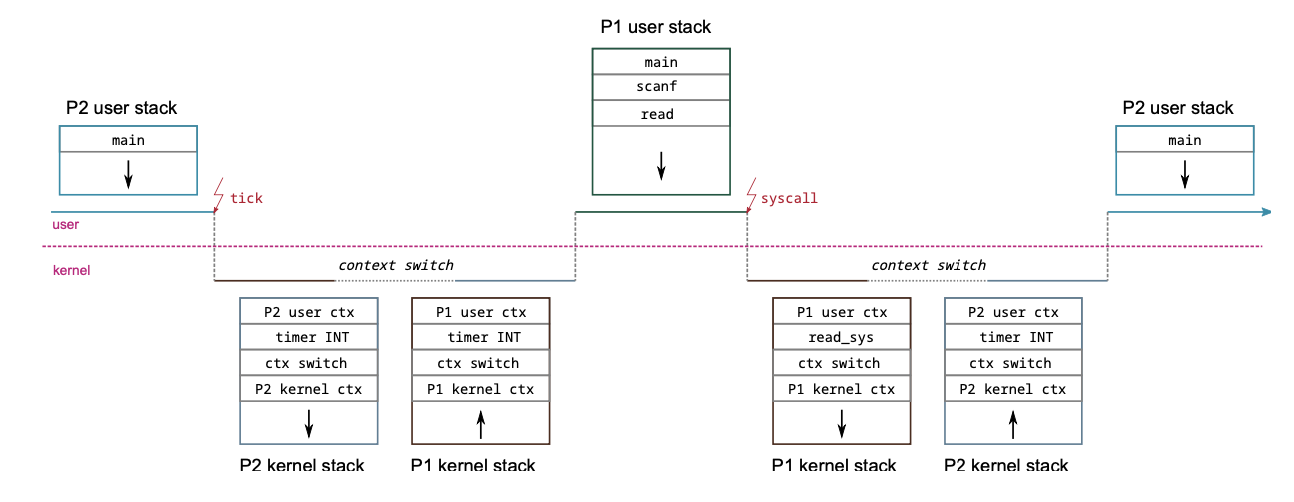 P1 user stack
main
scanf
read
P2 user stack
main
P2 user stack
main
tick
syscall
user
kernel
context switch
context switch
P2 user ctx
timer INT
ctx switch
P2 kernel ctx
P2 kernel stack
P1 user ctx
timer INT
ctx switch
P1 kernel ctx
P1 kernel stack
P1 user ctx
read_sys
ctx switch
P1 kernel ctx
P1 kernel stack
P2 user ctx
timer INT
ctx switch
P2 kernel ctx
P2 kernel stack